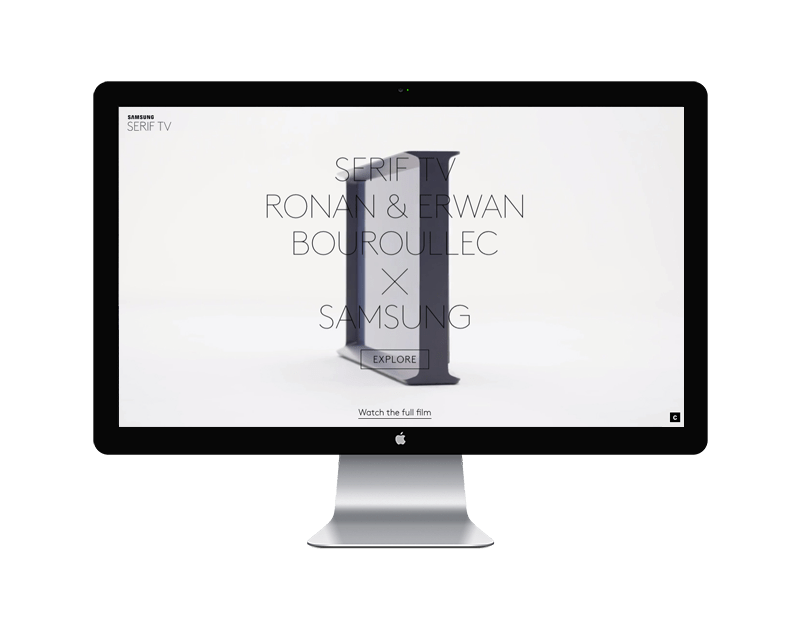 SAMSUNG
SERIF TV
SERIF TV
RONAN & ERWAN
BOUROULLEC
X
SAMSUNG
EXPLORE
Watch the full film
C